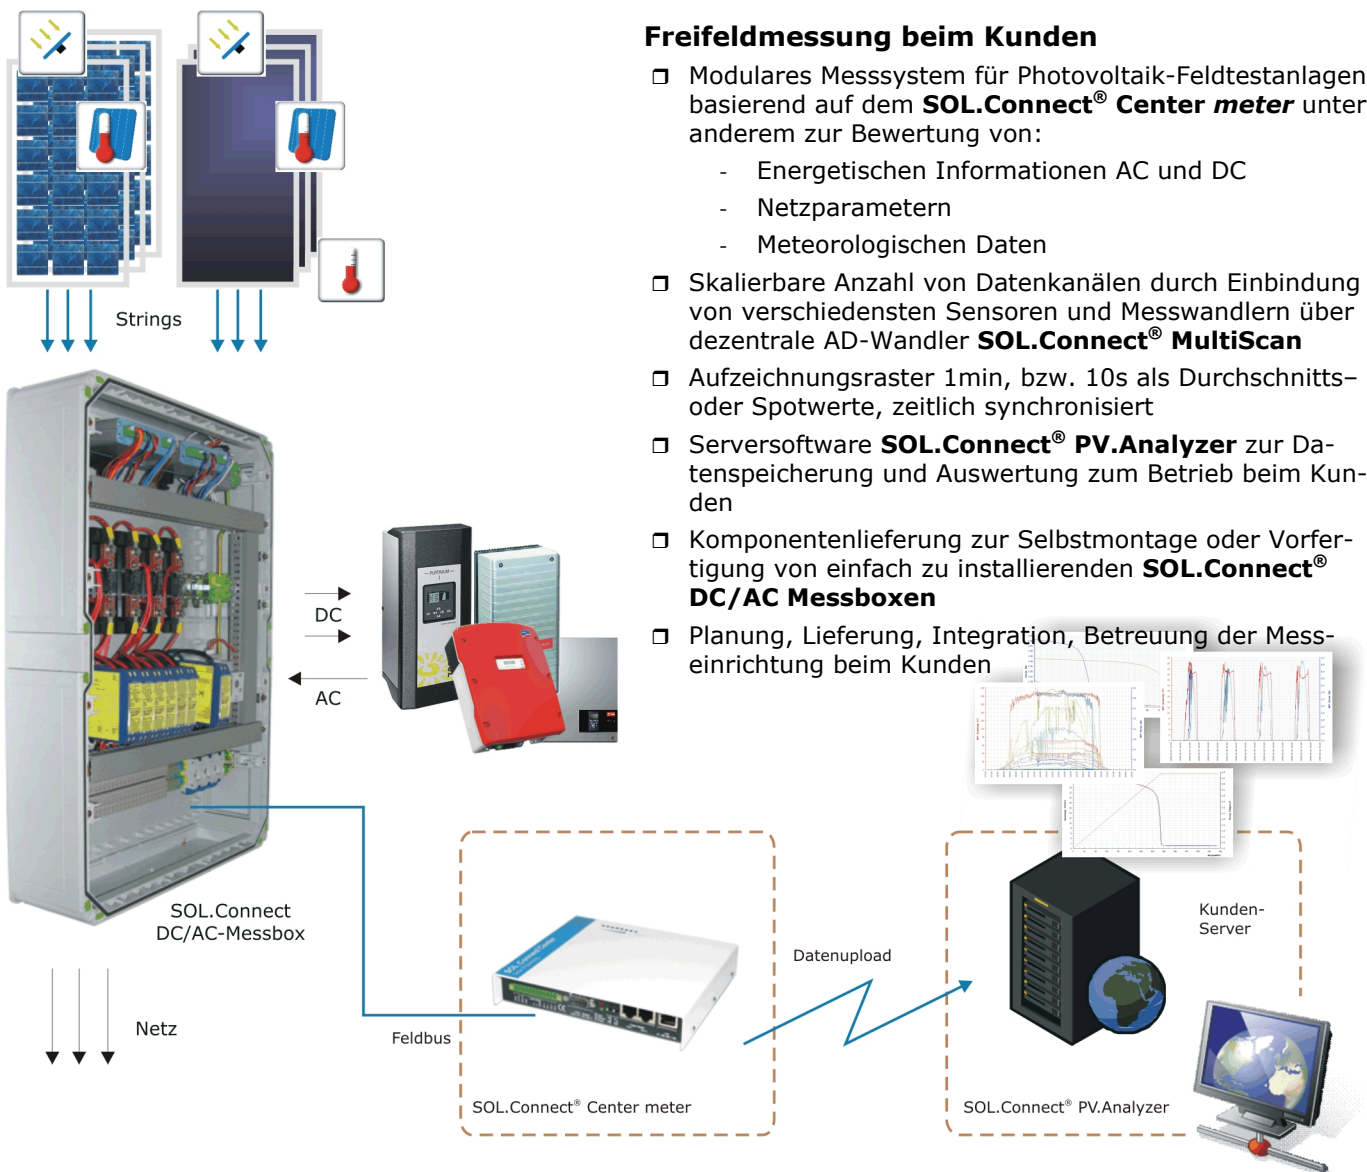 Freifeldmessung beim Kunden
❒ Modulares Messsystem für Photovoltaik-Feldtestanlagen
basierend auf dem SOL.Connect® Center meter unter
anderem zur Bewertung von:
- Energetischen Informationen AC und DC
- Netzparametern
- Meteorologischen Daten
❒ Skalierbare Anzahl von Datenkanälen durch Einbindung
von verschiedensten Sensoren und Messwandlern über
dezentrale AD-Wandler SOL.Connect® MultiScan
❒ Aufzeichnungsraster 1min, bzw. 10s als Durchschnitts–
oder Spotwerte, zeitlich synchronisiert
❒ Serversoftware SOL.Connect® PV.Analyzer zur Da-
tenspeicherung und Auswertung zum Betrieb beim Kun-
den
❒ Komponentenlieferung zur Selbstmontage oder Vorfer-
tigung von einfach zu installierenden SOL.Connect®
DC/AC Messboxen
❒ Planung, Lieferung, Integration, Betreuung der Mess-
einrichtung beim Kunden
Strings
DC
AC
PLATINUM
SOL.Connect
DC/AC-Messbox
Netz
Feldbus
SOL.Connect Center
SOL.Connect® Center meter
Datenupload
Kunden-
Server
SOL.Connect® PV.Analyzer